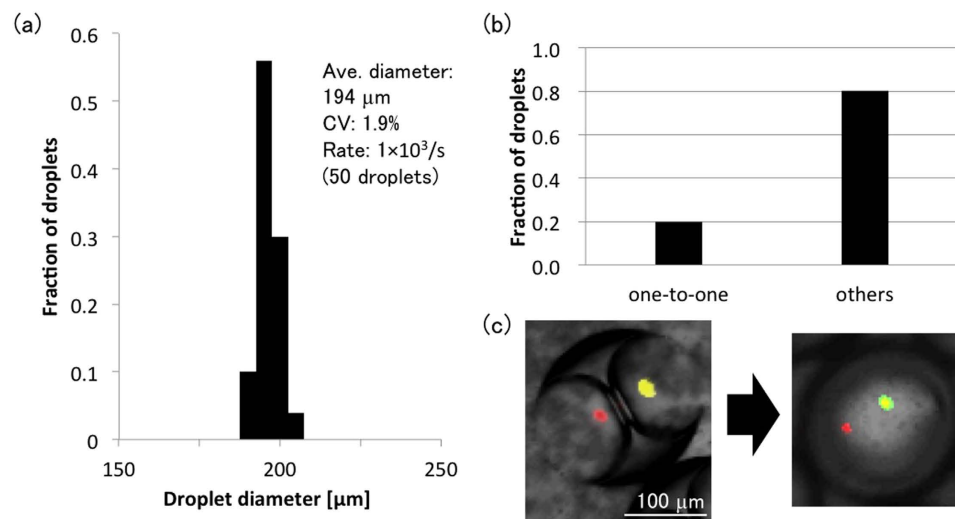 (a)
0.6
0.5
0.4
0.3
0.2
0.1
0
Fraction of droplets
Ave. diameter:
194 μm
CV: 1.9%
Rate: 1×10³/s
(50 droplets)
150
200
250
Droplet diameter [μm]
(b)
1.0
0.8
0.6
0.4
0.2
0.0
Fraction of droplets
one-to-one
others
(c)
100 μm